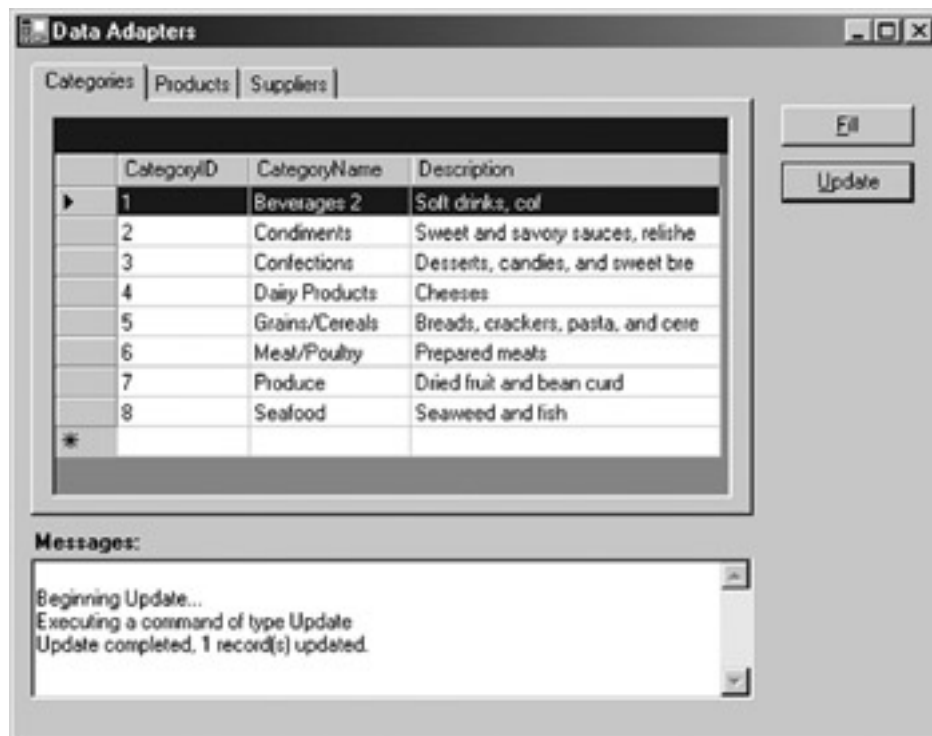 Data Adapters
Categories Products Suppliers
Fill
Update
CategoryID CategoryName Description
1 Beverages 2 Soft drinks, cof
2 Condiments Sweet and savory sauces, relishe
3 Confections Desserts, candies, and sweet bre
4 Dairy Products Cheeses
5 Grains/Cereals Breads, crackers, pasta, and cere
6 Meat/Poultry Prepared meats
7 Produce Dried fruit and bean curd
8 Seafood Seaweed and fish
Messages:
Beginning Update...
Executing a command of type Update
Update completed, 1 record(s) updated.